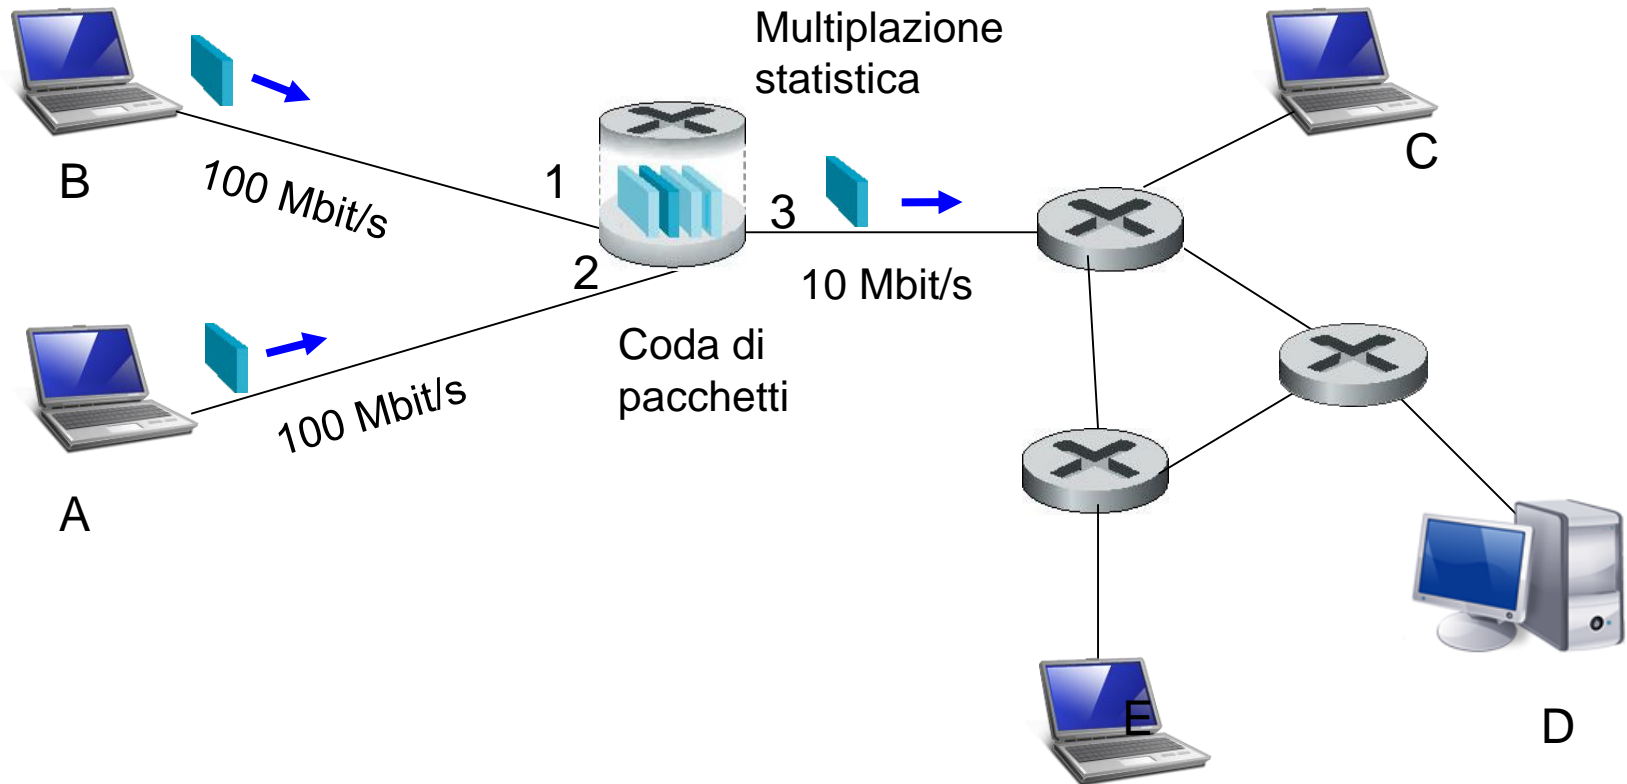 Multiplazione
statistica
B
100 Mbit/s
1
2
3
10 Mbit/s
C
Coda di
pacchetti
100 Mbit/s
A
E
D